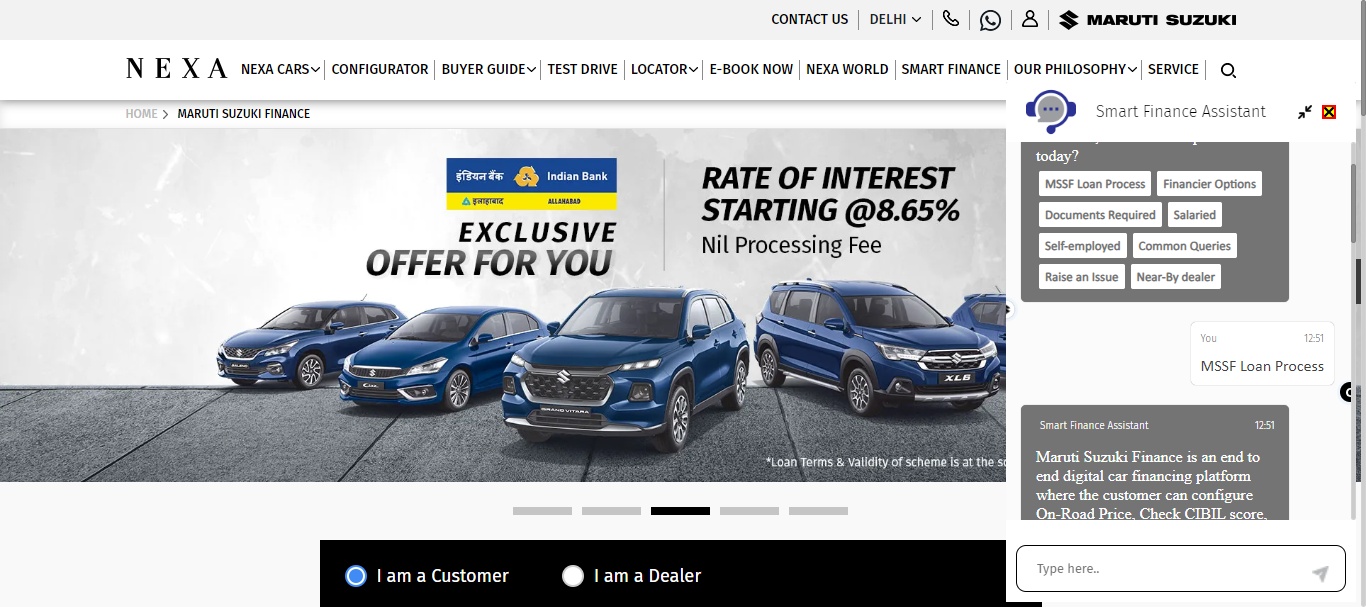 CONTACT US
DELHI
MARUTI SUZUKI
NEXA
NEXA CARS
CONFIGURATOR
BUYER GUIDE
TEST DRIVE
LOCATOR
E-BOOK NOW
NEXA WORLD
SMART FINANCE
OUR PHILOSOPHY
SERVICE
HOME > MARUTI SUZUKI FINANCE
इंडियन बैंक Indian Bank
इलाहाबाद ALLAHABAD
EXCLUSIVE
OFFER FOR YOU
RATE OF INTEREST
STARTING @8.65%
Nil Processing Fee
BALENO
CIAZ
GRAND VITARA
XL6
*Loan Terms & Validity of scheme is at the
I am a Customer
I am a Dealer
Smart Finance Assistant
today?
MSSF Loan Process
Financier Options
Documents Required
Salaried
Self-employed
Common Queries
Raise an Issue
Near-By dealer
You 12:51
MSSF Loan Process
Smart Finance Assistant 12:51
Maruti Suzuki Finance is an end to
end digital car financing platform
where the customer can configure
On-Road Price, Check CIBIL score,
Type here..